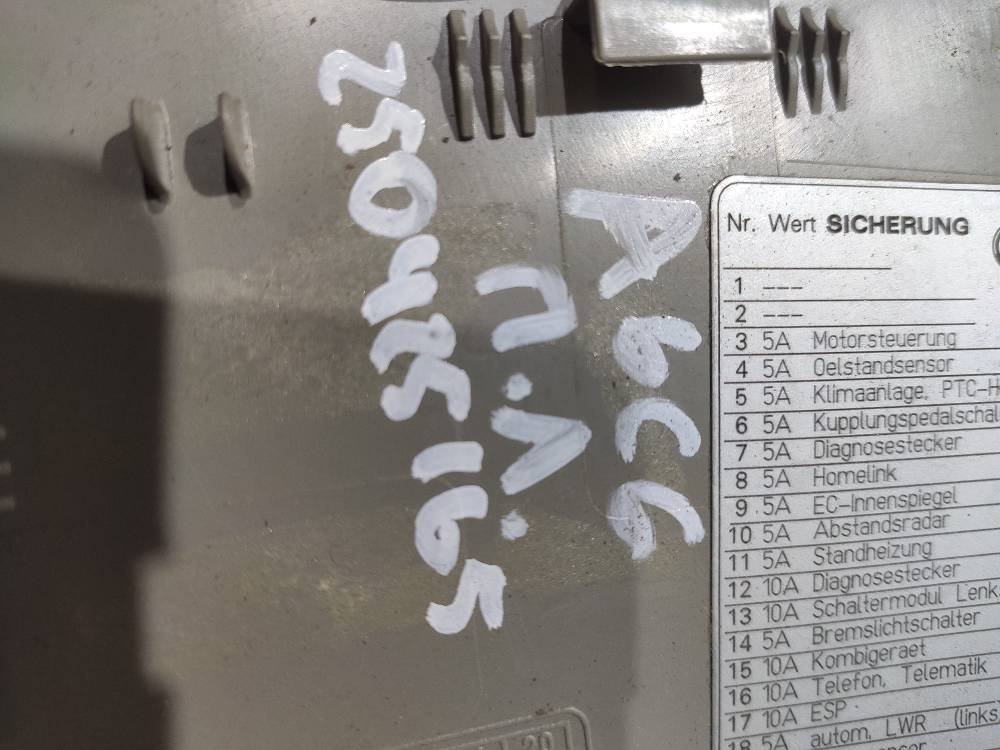 A6C6
П.Л.
250485165
Nr. Wert SICHERUNG
1 ---
2 ---
3 5A Motorsteuerung
4 5A Oelstandsensor
5 5A Klimaanlage, PTC-H
6 5A Kupplungspedalschal
7 5A Diagnosestecker
8 5A Homelink
9 5A EC-Innenspiegel
10 5A Abstandsradar
11 5A Standheizung
12 10A Diagnosestecker
13 10A Schaltermodul Lenk.
14 5A Bremslichtschalter
15 10A Kombigeraet
16 10A Telefon, Telematik
17 10A ESP
18 5A autom. LWR (links